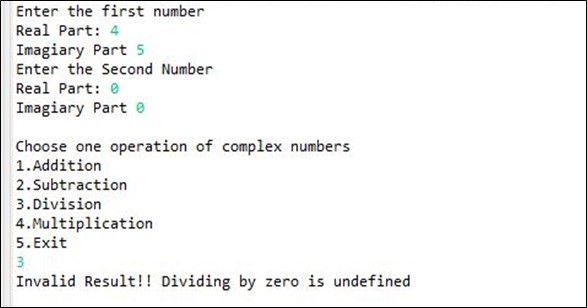 Enter the first number
Real Part: 4
Imagiary Part 5
Enter the Second Number
Real Part: 0
Imagiary Part 0
Choose one operation of complex numbers
1.Addition
2.Subtraction
3.Division
4.Multiplication
5.Exit
3
Invalid Result!! Dividing by zero is undefined